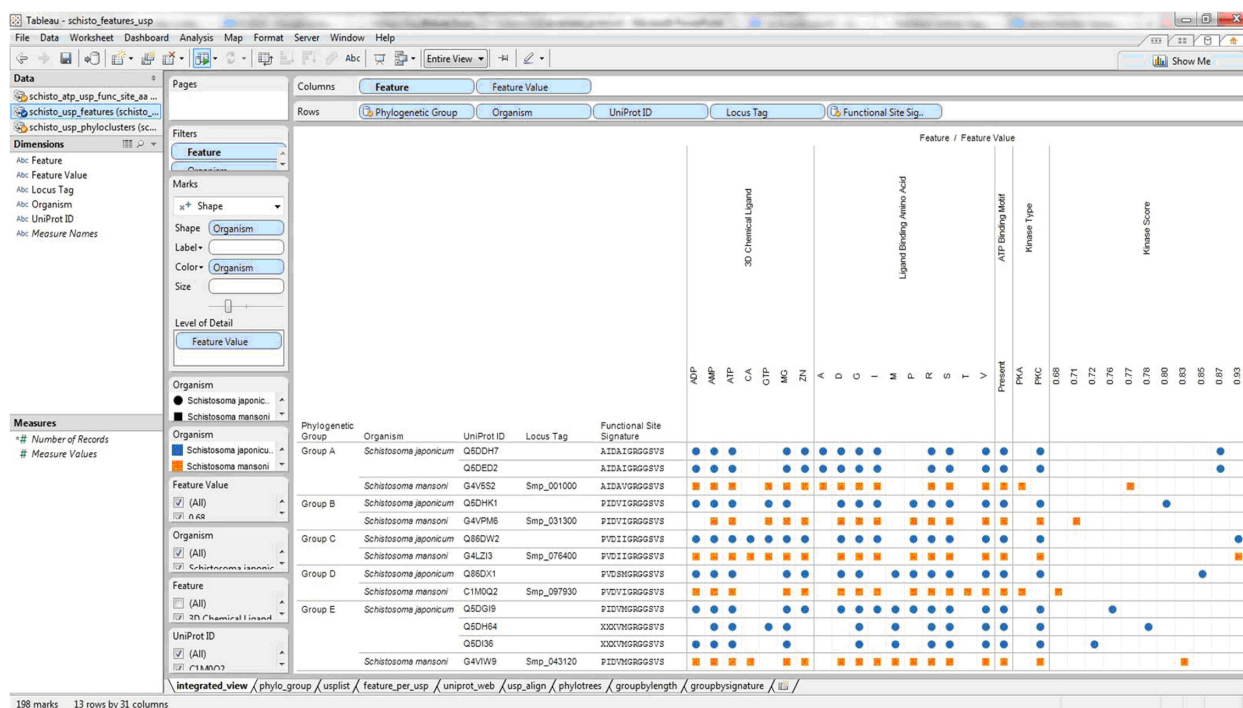 Tableau - schisto_features_usp
File Data Worksheet Dashboard Analysis Map Format Server Window Help
Abc Entire View
Show Me
Data
schisto_atp_usp_func_site_aa ...
schisto_usp_features (schisto_...
schisto_usp_phyloclusters (sc...
Dimensions
Abc Feature
Abc Feature Value
Abc Locus Tag
Abc Organism
Abc UniProt ID
Abc Measure Names
Measures
# Number of Records
# Measure Values
Pages
Filters
Feature
Marks
Shape
Shape Organism
Label
Color Organism
Size
Level of Detail
Feature Value
Organism
Schistosoma japonic..
Schistosoma mansoni
Organism
Schistosoma japonicu..
Schistosoma mansoni
Feature Value
(All)
0.68
Organism
(All)
Feature
(All)
3D Chemical Ligand
UniProt ID
(All)
C1M0Q2
Columns Feature Feature Value
Rows Phylogenetic Group Organism UniProt ID Locus Tag Functional Site Sig..
Feature / Feature Value
3D Chemical Ligand Ligand Binding Amino Acid ATP Binding Motif Kinase Type Kinase Score
ADP AMP ATP CA GTP MG ZN A D G I M P R S T V Present PKA PKC 0.68 0.71 0.72 0.76 0.77 0.78 0.80 0.83 0.85 0.87 0.93
Phylogenetic Group Organism UniProt ID Locus Tag Functional Site Signature
Group A Schistosoma japonicum Q5DDH7 AIDAIGRGGSVS
Q5DED2 AIDAIGRGGSVS
Schistosoma mansoni G4V5S2 Smp_001000 AIDAVGRGGSVS
Group B Schistosoma japonicum Q5DHK1 PIDVIGRGGSVS
Schistosoma mansoni G4VPM6 Smp_031300 PIDVIGRGGSVS
Group C Schistosoma japonicum Q86DW2 PVDIIGRGGSVS
Schistosoma mansoni G4LZI3 Smp_076400 PVDIIGRGGSVS
Group D Schistosoma japonicum Q86DX1 PVDSMGRGGSVS
Schistosoma mansoni C1M0Q2 Smp_097930 PVDVIGRGGSVS
Group E Schistosoma japonicum Q5DGI9 PIDVMGRGGSVS
Q5DH64 XXXVMGRGGSVS
Q5DI36 XXXVMGRGGSVS
Schistosoma mansoni G4VIW9 Smp_043120 PIDVMGRGGSVS
integrated_view phylo_group usplist feature_per_usp uniprot_web usp_align phylotrees groupbylength groupbysignature
198 marks 13 rows by 31 columns